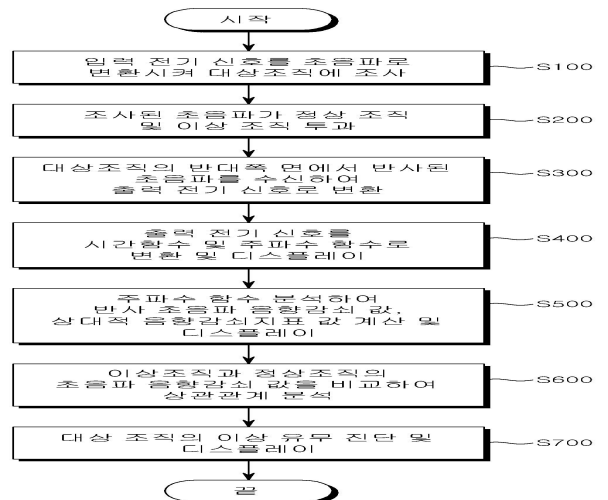 시작
입력 전기 신호를 초음파로
변환시켜 대상조직에 조사
S100
조사된 초음파가 정상 조직
및 이상 조직 투과
S200
대상조직의 반대쪽 면에서 반사된
초음파를 수신하여
출력 전기 신호로 변환
S300
출력 전기 신호를
시간함수 및 주파수 함수로
변환 및 디스플레이
S400
주파수 함수 분석하여
반사 초음파 음향감쇠 값,
상대적 음향감쇠지표 값 계산 및
디스플레이
S500
이상조직과 정상조직의
초음파 음향감쇠 값을 비교하여
상관관계 분석
S600
대상 조직의 이상 유무 진단 및
디스플레이
S700
끝